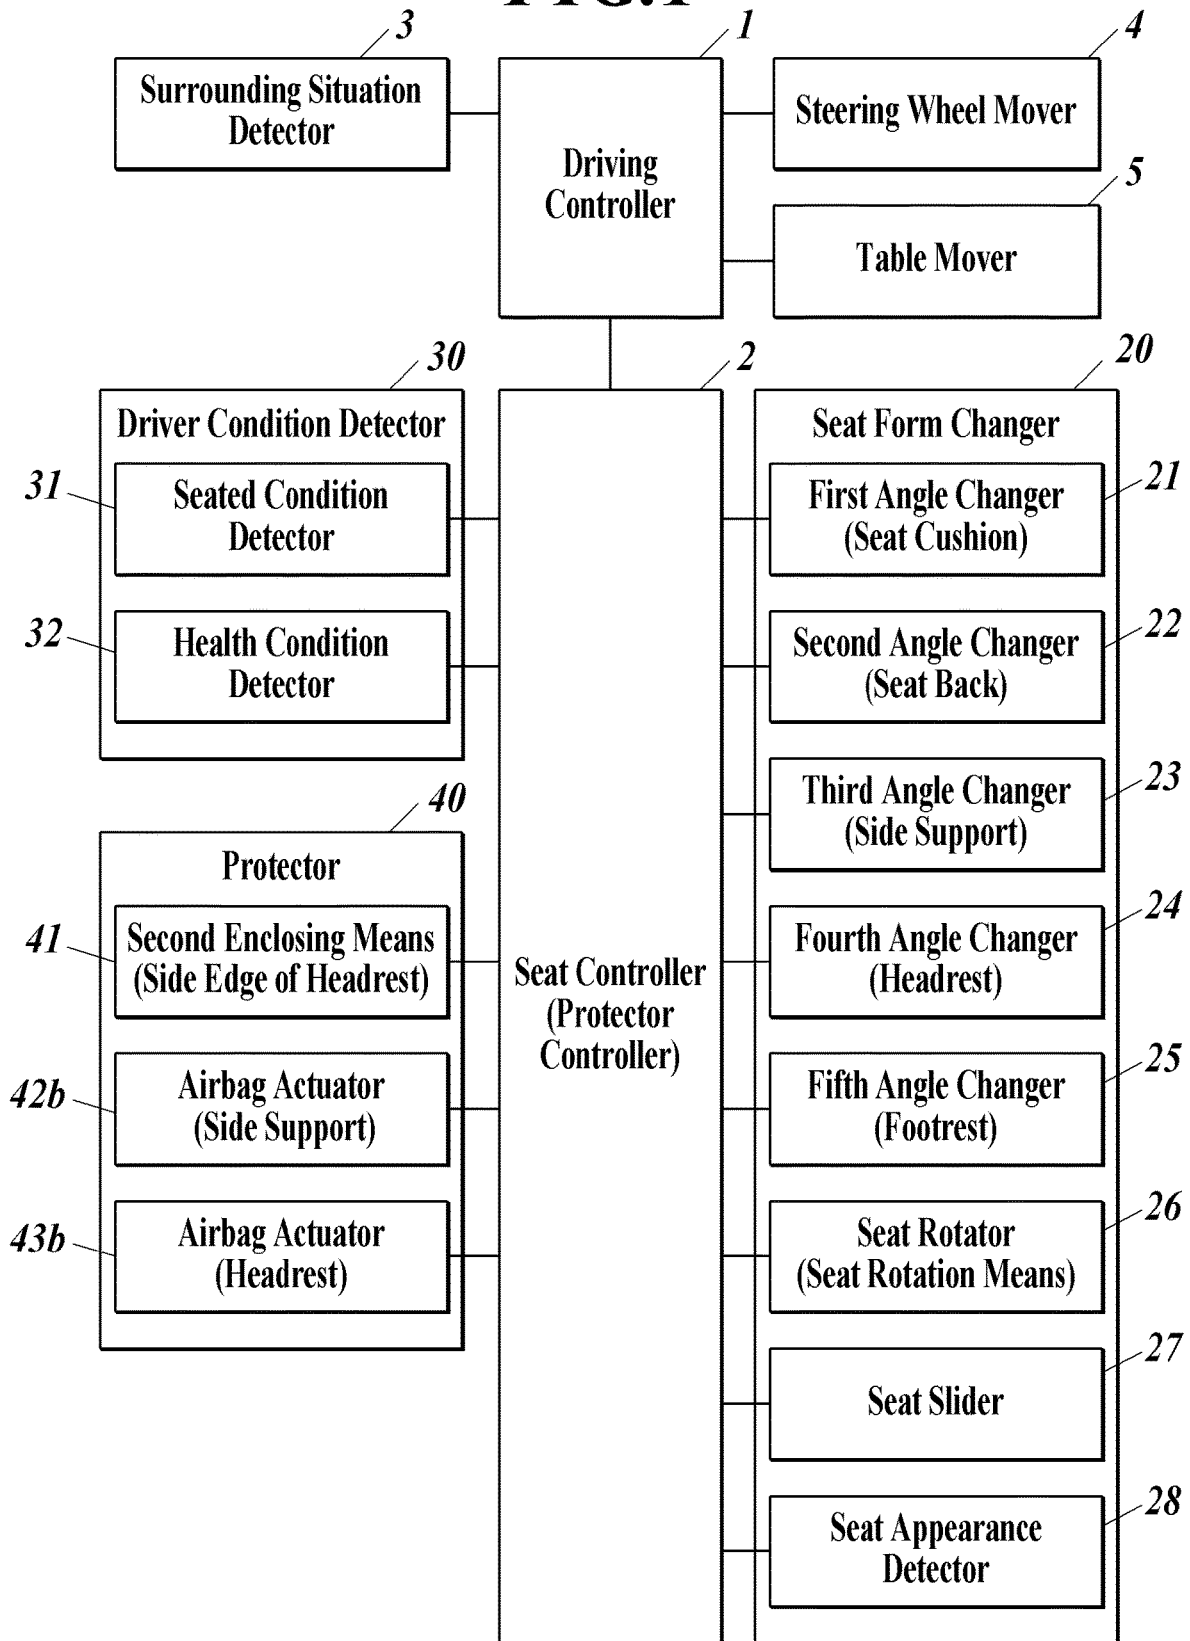 FIG.1
3
1
4
Surrounding Situation
Detector
Driving
Controller
Steering Wheel Mover
5
Table Mover
30
2
20
Driver Condition Detector
31
Seated Condition
Detector
32
Health Condition
Detector
40
Protector
41
Second Enclosing Means
(Side Edge of Headrest)
42b
Airbag Actuator
(Side Support)
43b
Airbag Actuator
(Headrest)
Seat Controller
(Protector
Controller)
Seat Form Changer
21
First Angle Changer
(Seat Cushion)
22
Second Angle Changer
(Seat Back)
23
Third Angle Changer
(Side Support)
24
Fourth Angle Changer
(Headrest)
25
Fifth Angle Changer
(Footrest)
26
Seat Rotator
(Seat Rotation Means)
27
Seat Slider
28
Seat Appearance
Detector